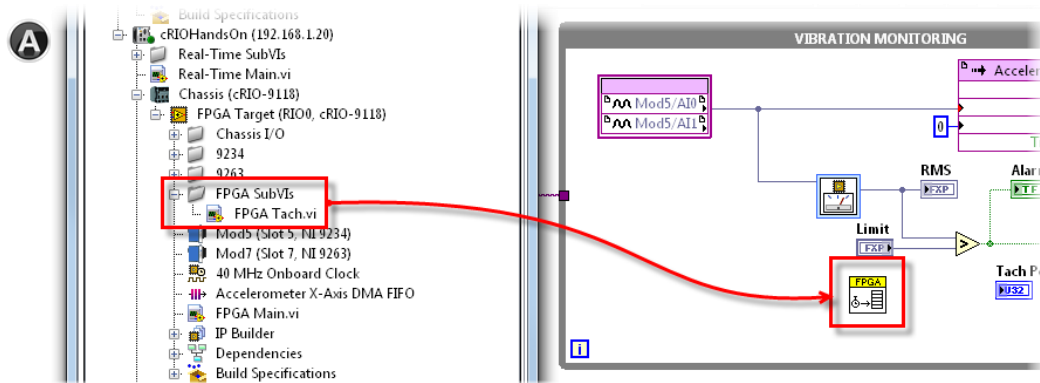 A
Build Specifications
cRIOHandsOn (192.168.1.20)
Real-Time SubVIs
Real-Time Main.vi
Chassis (cRIO-9118)
FPGA Target (RIO0, cRIO-9118)
Chassis I/O
9234
9263
FPGA SubVIs
FPGA Tach.vi
Mod5 (Slot 5, NI 9234)
Mod7 (Slot 7, NI 9263)
40 MHz Onboard Clock
Accelerometer X-Axis DMA FIFO
FPGA Main.vi
IP Builder
Dependencies
Build Specifications
VIBRATION MONITORING
Mod5/AI0
Mod5/AI1
Acceler
0
T
RMS
FXP
Alar
TF
Limit
FXP
>
FPGA
Tach P
U32
i